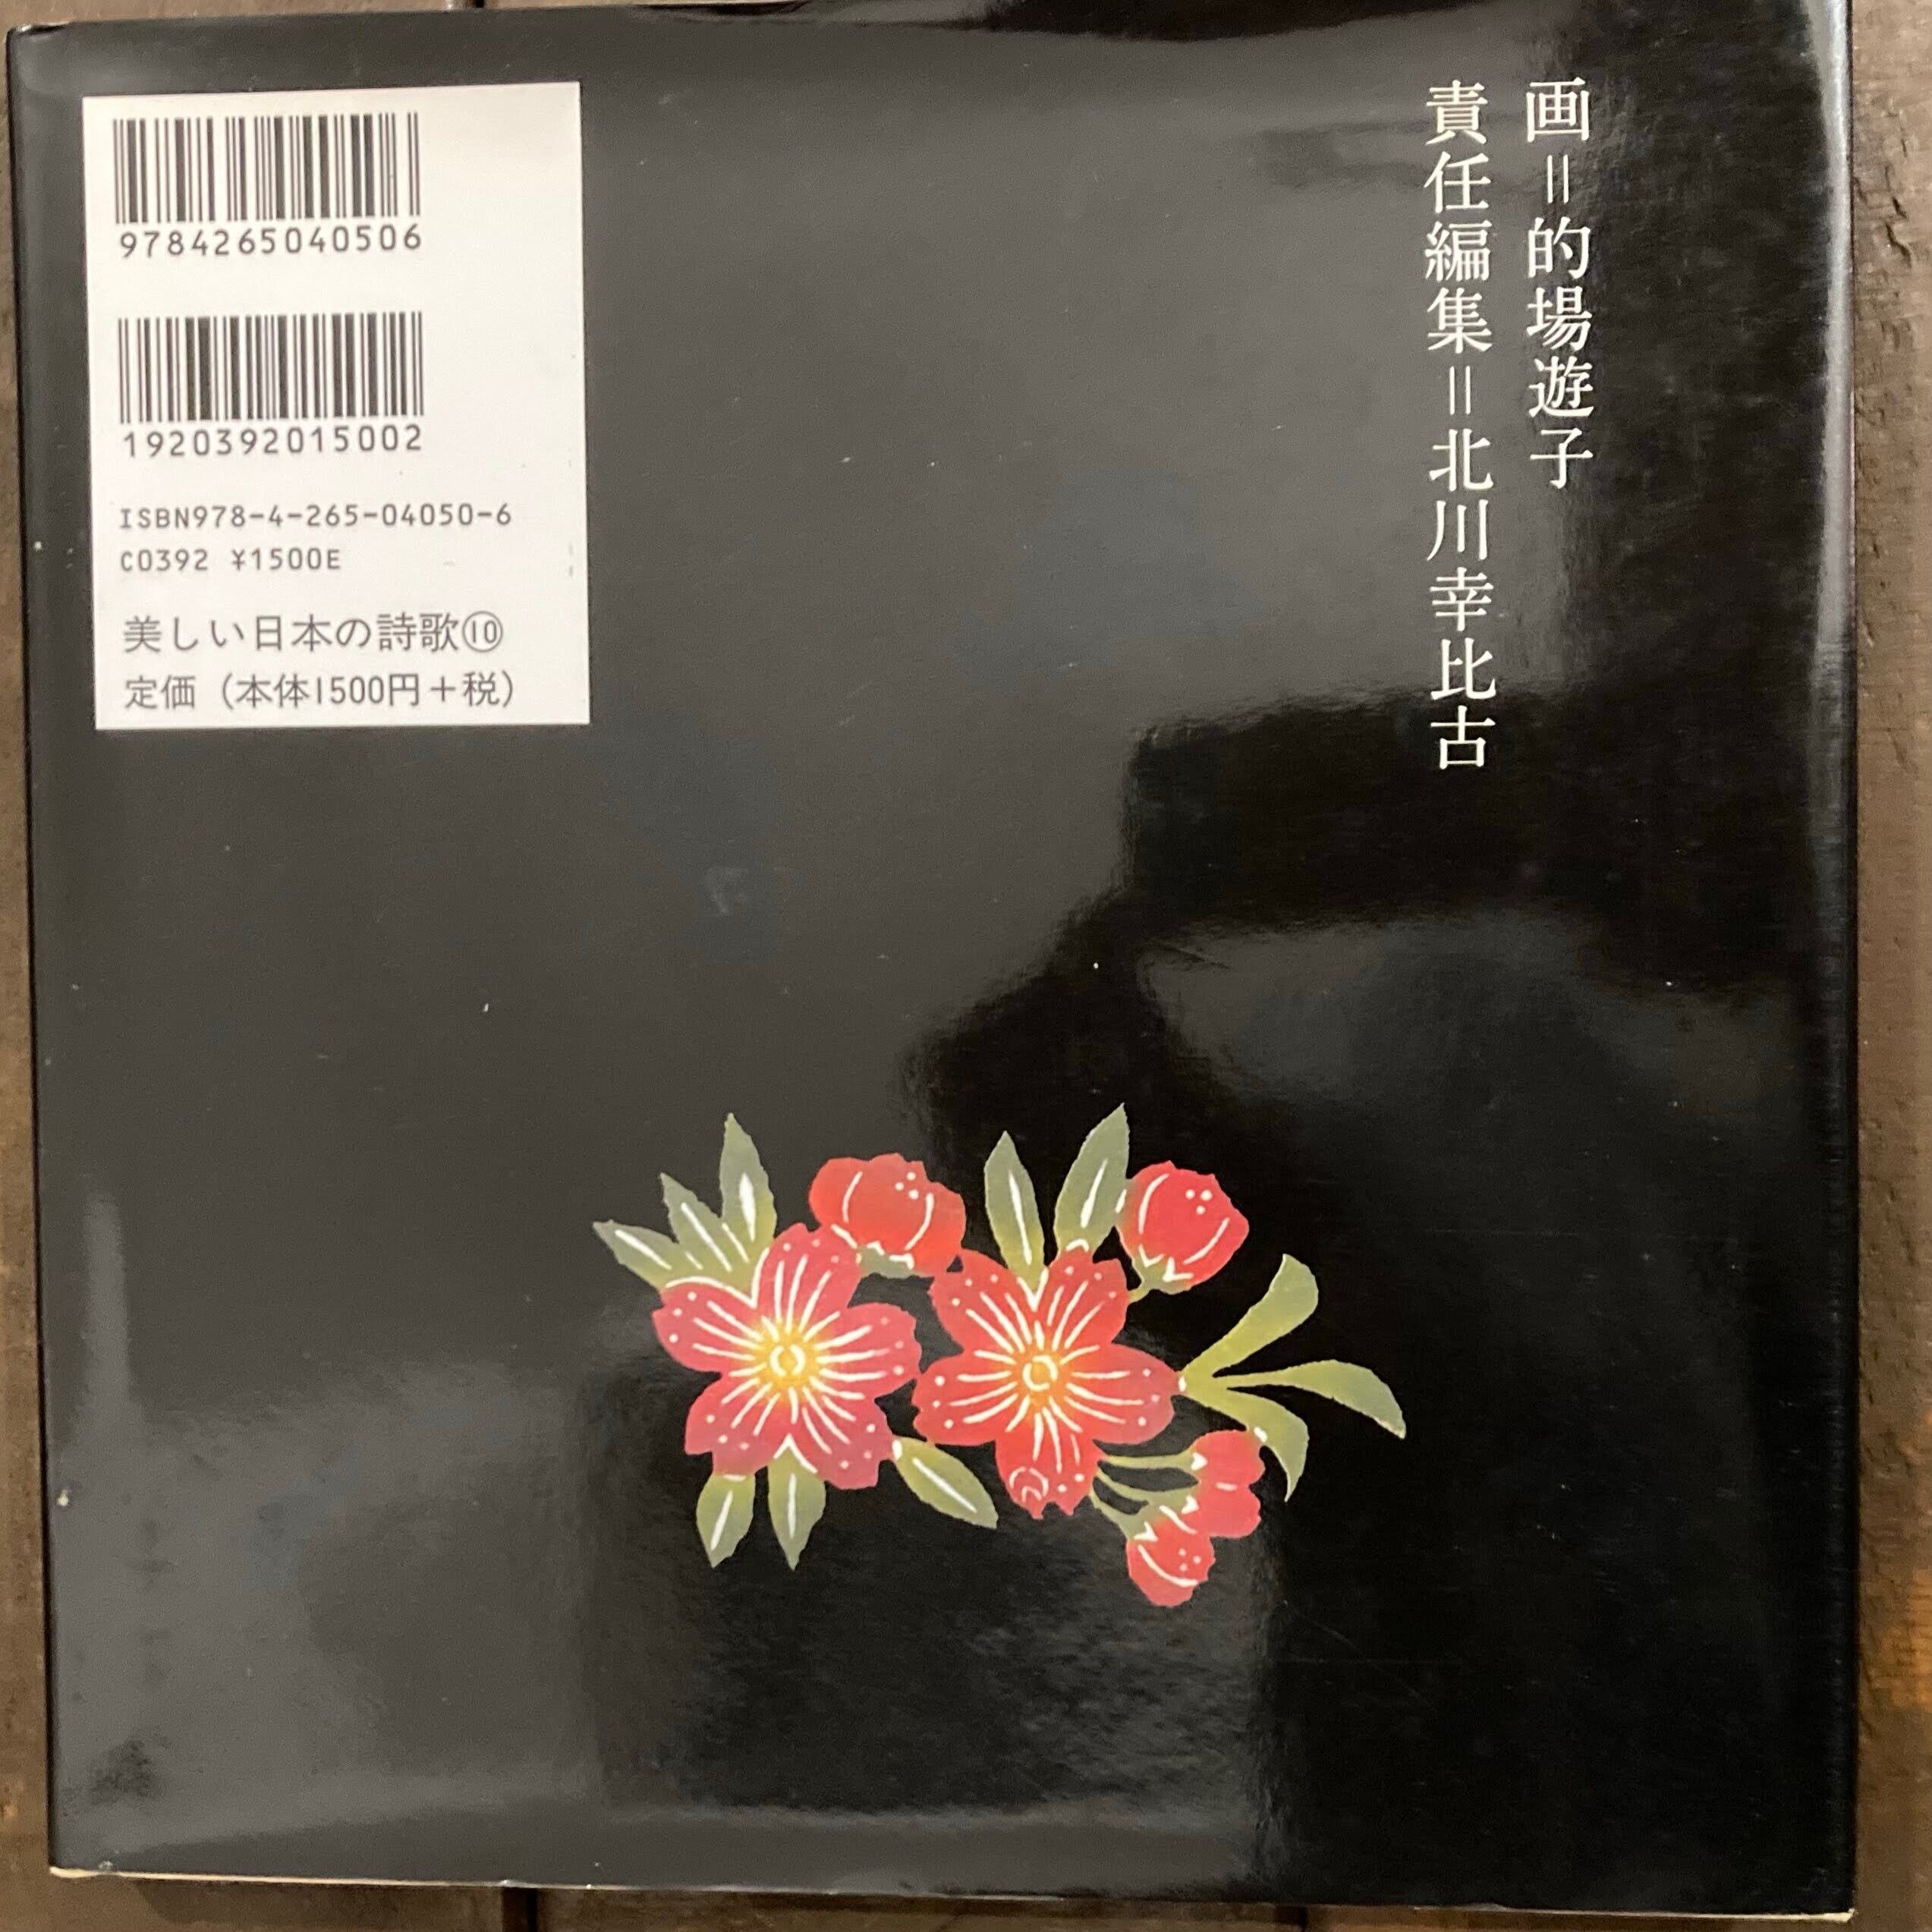 画=的場遊子
責任編集=北川幸比古
9784265040506
1920392015002
ISBN978-4-265-04050-6
C0392 ¥1500E
美しい日本の詩歌⑩
定価（本体1500円+税）